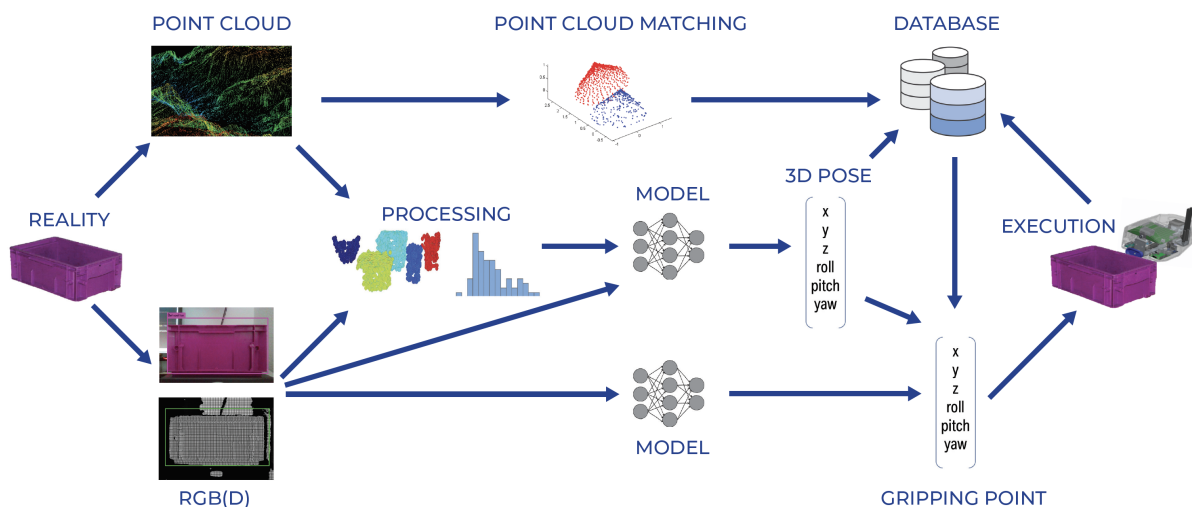 POINT CLOUD
POINT CLOUD MATCHING
DATABASE
REALITY
PROCESSING
MODEL
3D POSE
x
y
z
roll
pitch
yaw
EXECUTION
MODEL
x
y
z
roll
pitch
yaw
RGB(D)
GRIPPING POINT